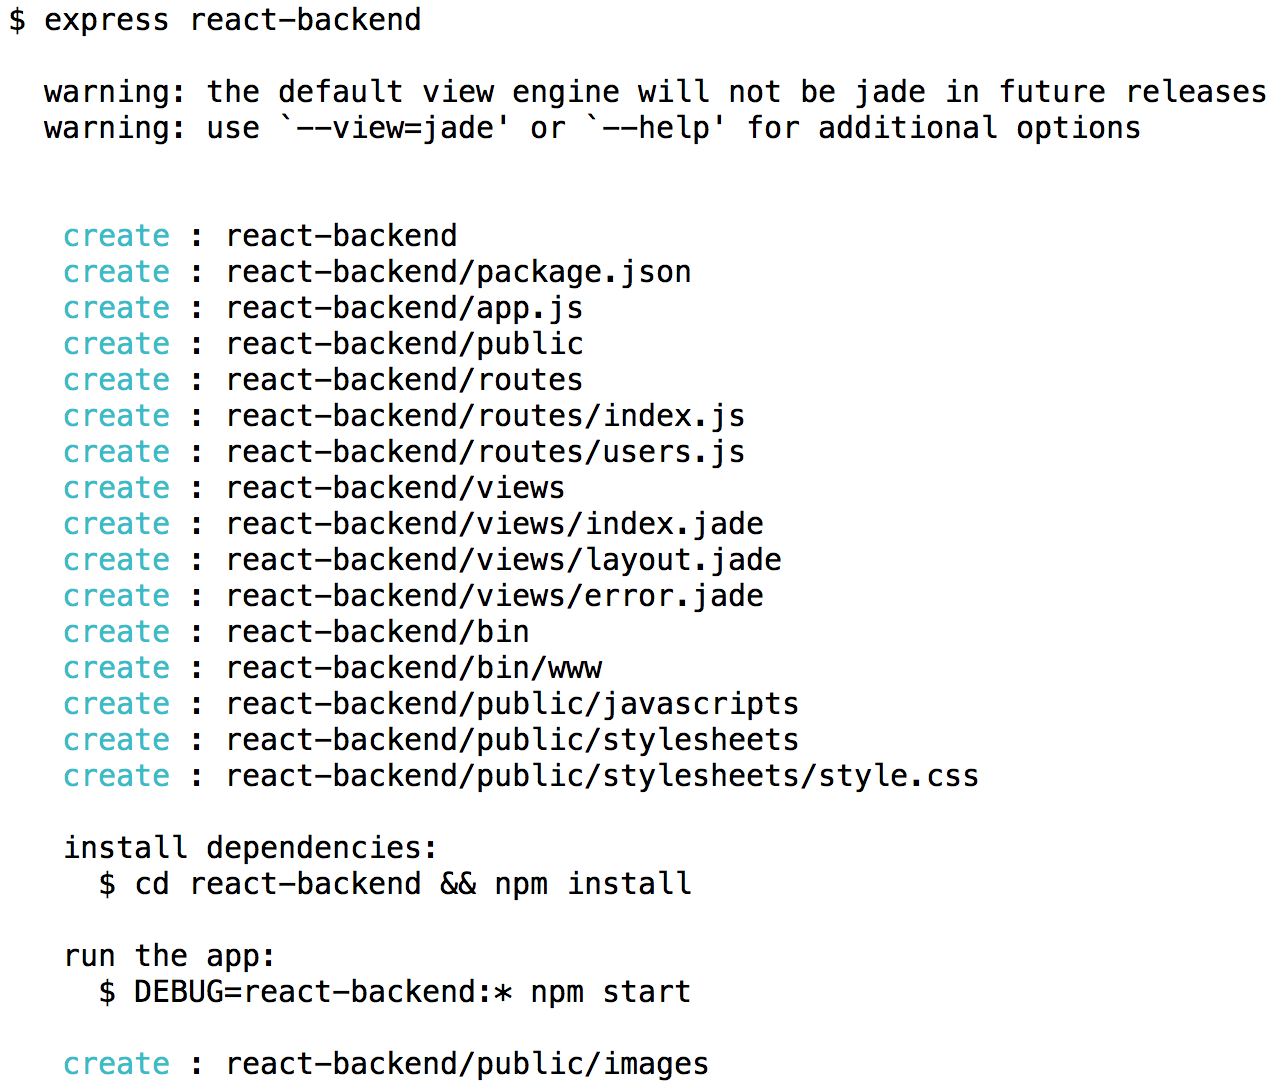 $ express react-backend
warning: the default view engine will not be jade in future releases
warning: use `--view=jade' or `--help' for additional options
create : react-backend
create : react-backend/package.json
create : react-backend/app.js
create : react-backend/public
create : react-backend/routes
create : react-backend/routes/index.js
create : react-backend/routes/users.js
create : react-backend/views
create : react-backend/views/index.jade
create : react-backend/views/layout.jade
create : react-backend/views/error.jade
create : react-backend/bin
create : react-backend/bin/www
create : react-backend/public/javascripts
create : react-backend/public/stylesheets
create : react-backend/public/stylesheets/style.css
install dependencies:
$ cd react-backend && npm install
run the app:
$ DEBUG=react-backend:* npm start
create : react-backend/public/images